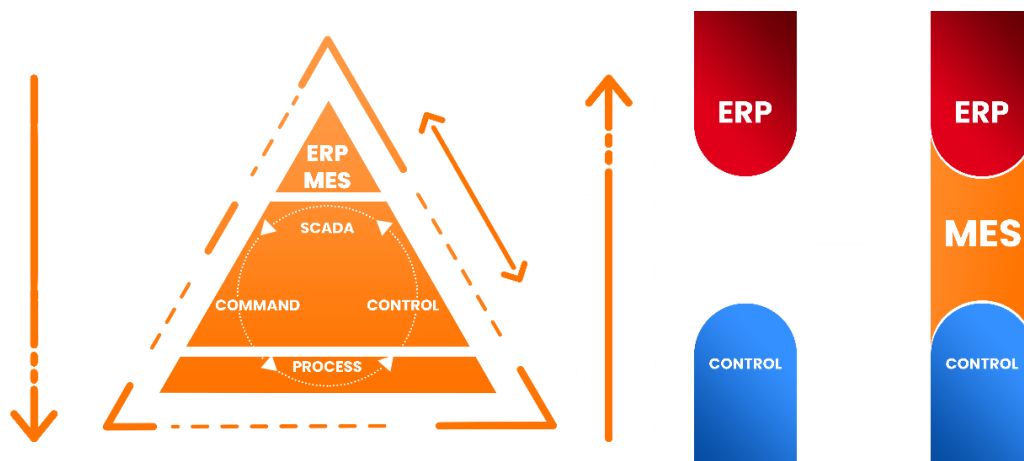 ERP
MES
SCADA
COMMAND
CONTROL
PROCESS
ERP
CONTROL
ERP
MES
CONTROL